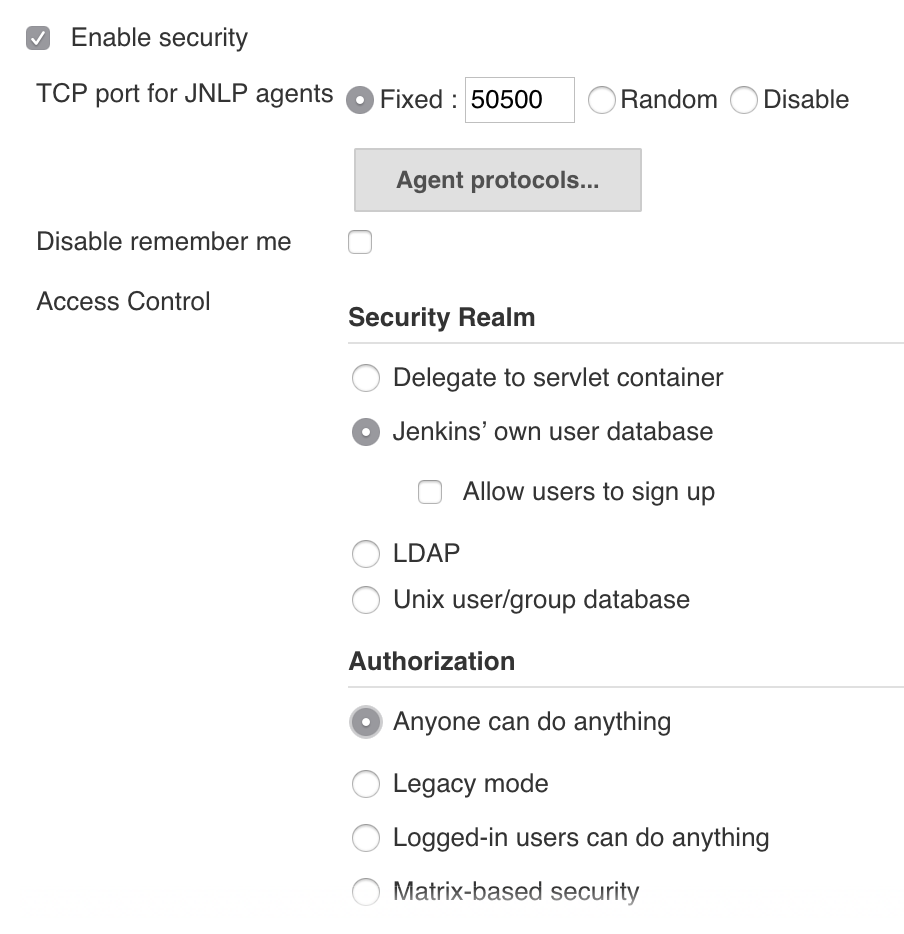 Enable security
TCP port for JNLP agents Fixed : 50500 Random Disable
Agent protocols...
Disable remember me
Access Control
Security Realm
Delegate to servlet container
Jenkins’ own user database
Allow users to sign up
LDAP
Unix user/group database
Authorization
Anyone can do anything
Legacy mode
Logged-in users can do anything
Matrix-based security